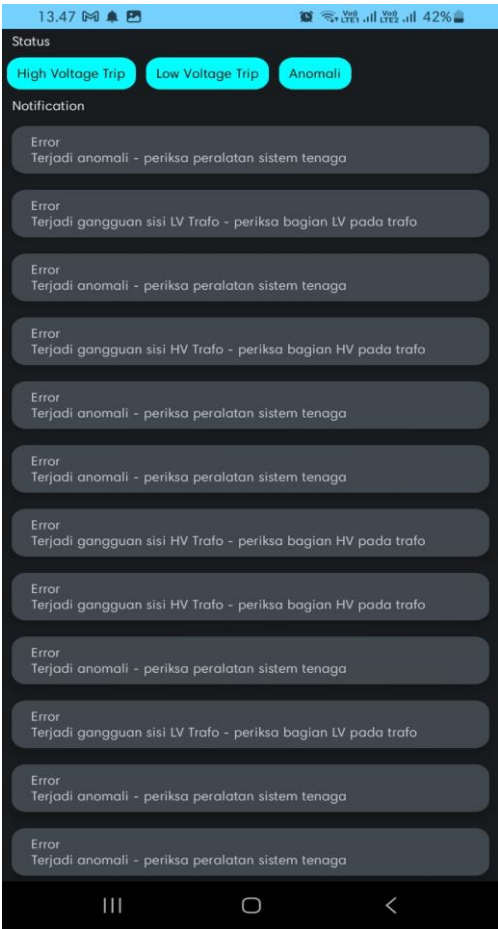 13.47 42%
Status
High Voltage Trip Low Voltage Trip Anomali
Notification
Error
Terjadi anomali - periksa peralatan sistem tenaga
Error
Terjadi gangguan sisi LV Trafo - periksa bagian LV pada trafo
Error
Terjadi anomali - periksa peralatan sistem tenaga
Error
Terjadi gangguan sisi HV Trafo - periksa bagian HV pada trafo
Error
Terjadi anomali - periksa peralatan sistem tenaga
Error
Terjadi anomali - periksa peralatan sistem tenaga
Error
Terjadi gangguan sisi HV Trafo - periksa bagian HV pada trafo
Error
Terjadi gangguan sisi HV Trafo - periksa bagian HV pada trafo
Error
Terjadi anomali - periksa peralatan sistem tenaga
Error
Terjadi gangguan sisi LV Trafo - periksa bagian LV pada trafo
Error
Terjadi anomali - periksa peralatan sistem tenaga
Error
Terjadi anomali - periksa peralatan sistem tenaga